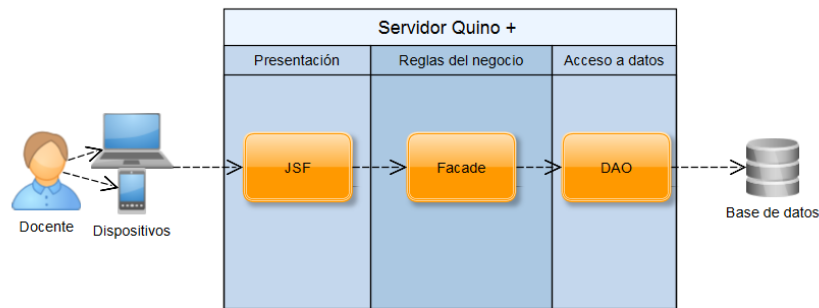 Servidor Quino +
Presentación
Reglas del negocio
Acceso a datos
JSF
Facade
DAO
Docente
Dispositivos
Base de datos